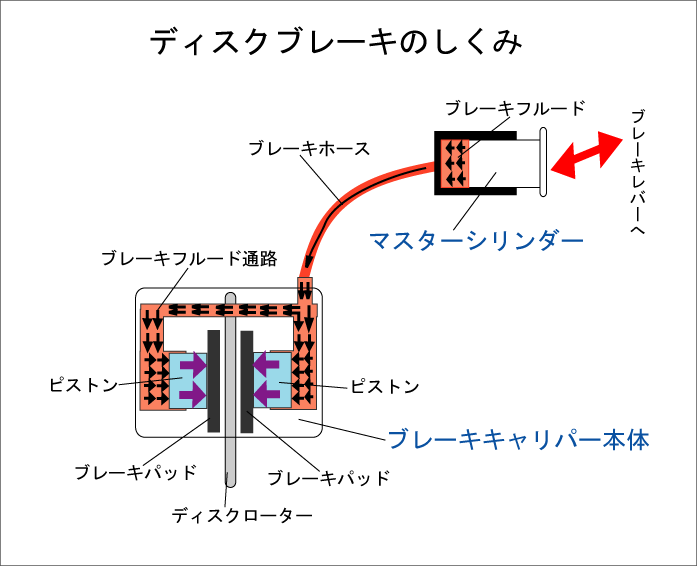 ディスクブレーキのしくみ
ブレーキフルード
ブレーキレバーへ
ブレーキホース
マスターシリンダー
ブレーキフルード通路
ピストン
ピストン
ブレーキキャリパー本体
ブレーキパッド
ブレーキパッド
ディスクローター